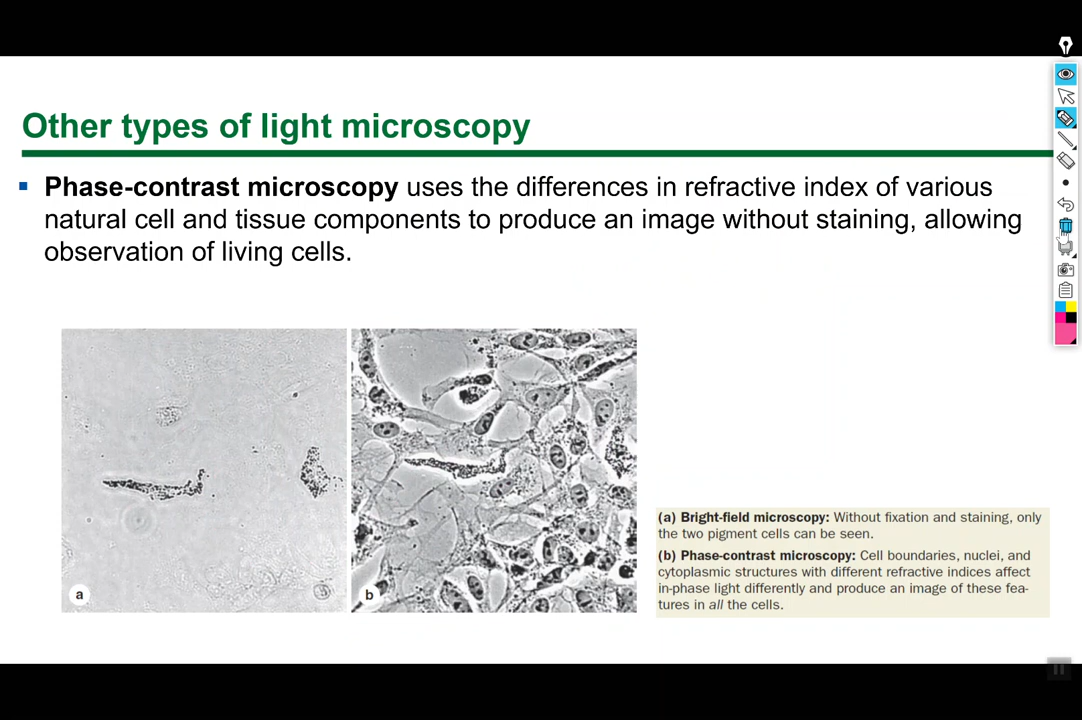 Other types of light microscopy
Phase-contrast microscopy uses the differences in refractive index of various
natural cell and tissue components to produce an image without staining, allowing
observation of living cells.
a
b
(a) Bright-field microscopy: Without fixation and staining, only
the two pigment cells can be seen.
(b) Phase-contrast microscopy: Cell boundaries, nuclei, and
cytoplasmic structures with different refractive indices affect
in-phase light differently and produce an image of these fea-
tures in all the cells.